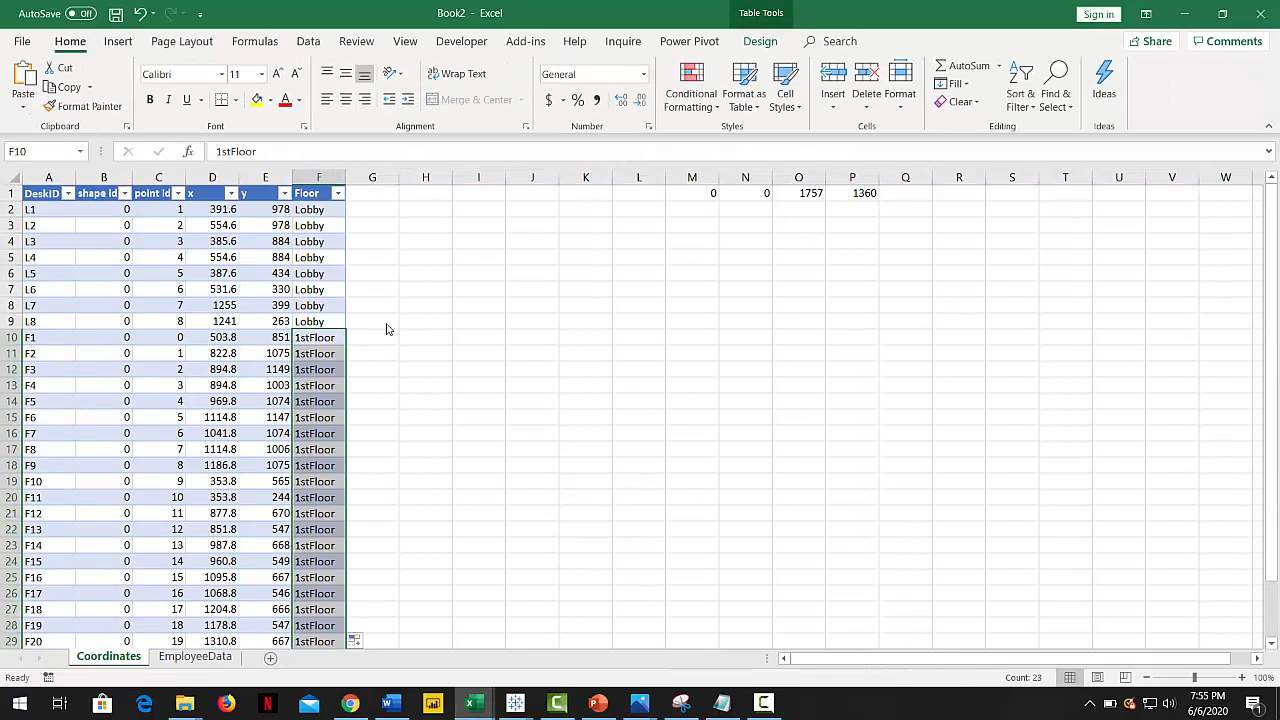 AutoSave Off Book2 - Excel Table Tools Sign in
File Home Insert Page Layout Formulas Data Review View Developer Add-ins Help Inquire Power Pivot Design Search Share Comments
Paste Cut Copy Format Painter Clipboard
Calibri 11 A A B I U A Font
Wrap Text Merge & Center Alignment
General $ % , Number
Conditional Formatting Format as Table Cell Styles Styles
Insert Delete Format Cells
AutoSum Fill Clear Sort & Filter Find & Select Editing
Ideas Ideas
F10 fx 1stFloor
A B C D E F G H I J K L M N O P Q R S T U V W
1 DeskID shape id point id x y Floor 0 0 1757 1360
2 L1 0 1 391.6 978 Lobby
3 L2 0 2 554.6 978 Lobby
4 L3 0 3 385.6 884 Lobby
5 L4 0 4 554.6 884 Lobby
6 L5 0 5 387.6 434 Lobby
7 L6 0 6 531.6 330 Lobby
8 L7 0 7 1255 399 Lobby
9 L8 0 8 1241 263 Lobby
10 F1 0 0 503.8 851 1stFloor
11 F2 0 1 822.8 1075 1stFloor
12 F3 0 2 894.8 1149 1stFloor
13 F4 0 3 894.8 1003 1stFloor
14 F5 0 4 969.8 1074 1stFloor
15 F6 0 5 1114.8 1147 1stFloor
16 F7 0 6 1041.8 1074 1stFloor
17 F8 0 7 1114.8 1006 1stFloor
18 F9 0 8 1186.8 1075 1stFloor
19 F10 0 9 353.8 565 1stFloor
20 F11 0 10 353.8 244 1stFloor
21 F12 0 11 877.8 670 1stFloor
22 F13 0 12 851.8 547 1stFloor
23 F14 0 13 987.8 668 1stFloor
24 F15 0 14 960.8 549 1stFloor
25 F16 0 15 1095.8 667 1stFloor
26 F17 0 16 1068.8 546 1stFloor
27 F18 0 17 1204.8 666 1stFloor
28 F19 0 18 1178.8 547 1stFloor
29 F20 0 19 1310.8 667 1stFloor
Coordinates EmployeeData
Ready Count: 23 100%
7:55 PM
6/6/2020